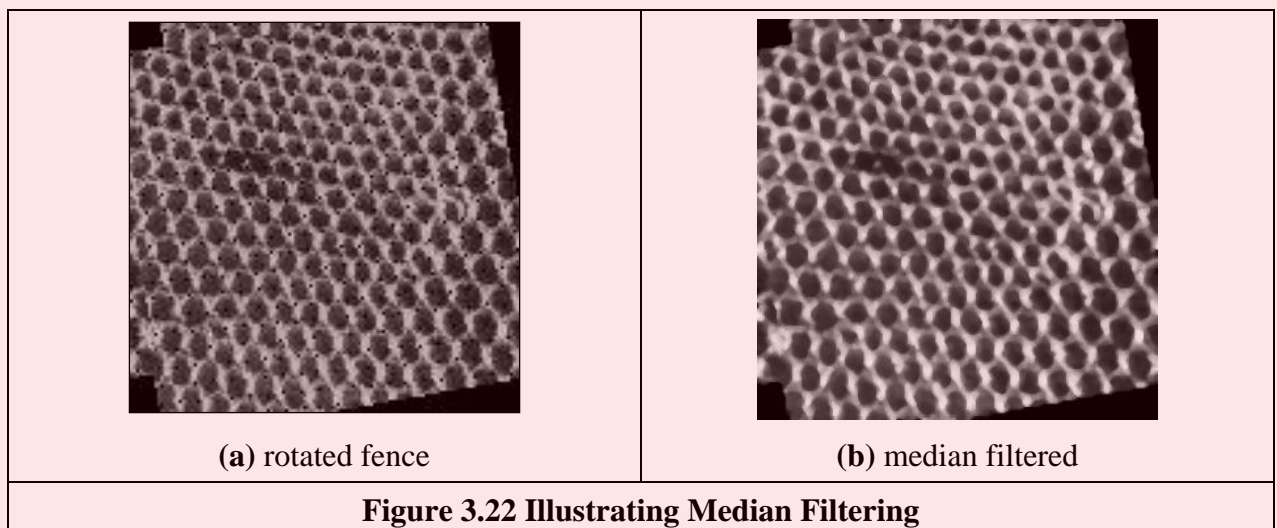 (a) rotated fence
(b) median filtered
Figure 3.22 Illustrating Median Filtering